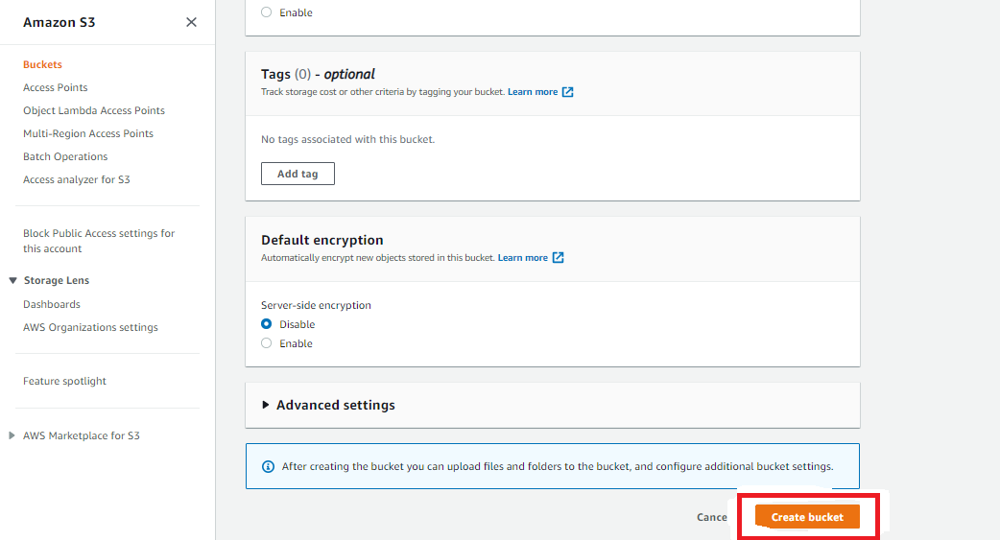 Amazon S3
Buckets
Access Points
Object Lambda Access Points
Multi-Region Access Points
Batch Operations
Access analyzer for S3
Block Public Access settings for
this account
Storage Lens
Dashboards
AWS Organizations settings
Feature spotlight
AWS Marketplace for S3
Enable
Tags (0) - optional
Track storage cost or other criteria by tagging your bucket. Learn more
No tags associated with this bucket.
Add tag
Default encryption
Automatically encrypt new objects stored in this bucket. Learn more
Server-side encryption
Disable
Enable
Advanced settings
After creating the bucket you can upload files and folders to the bucket, and configure additional bucket settings.
Cance
Create bucket